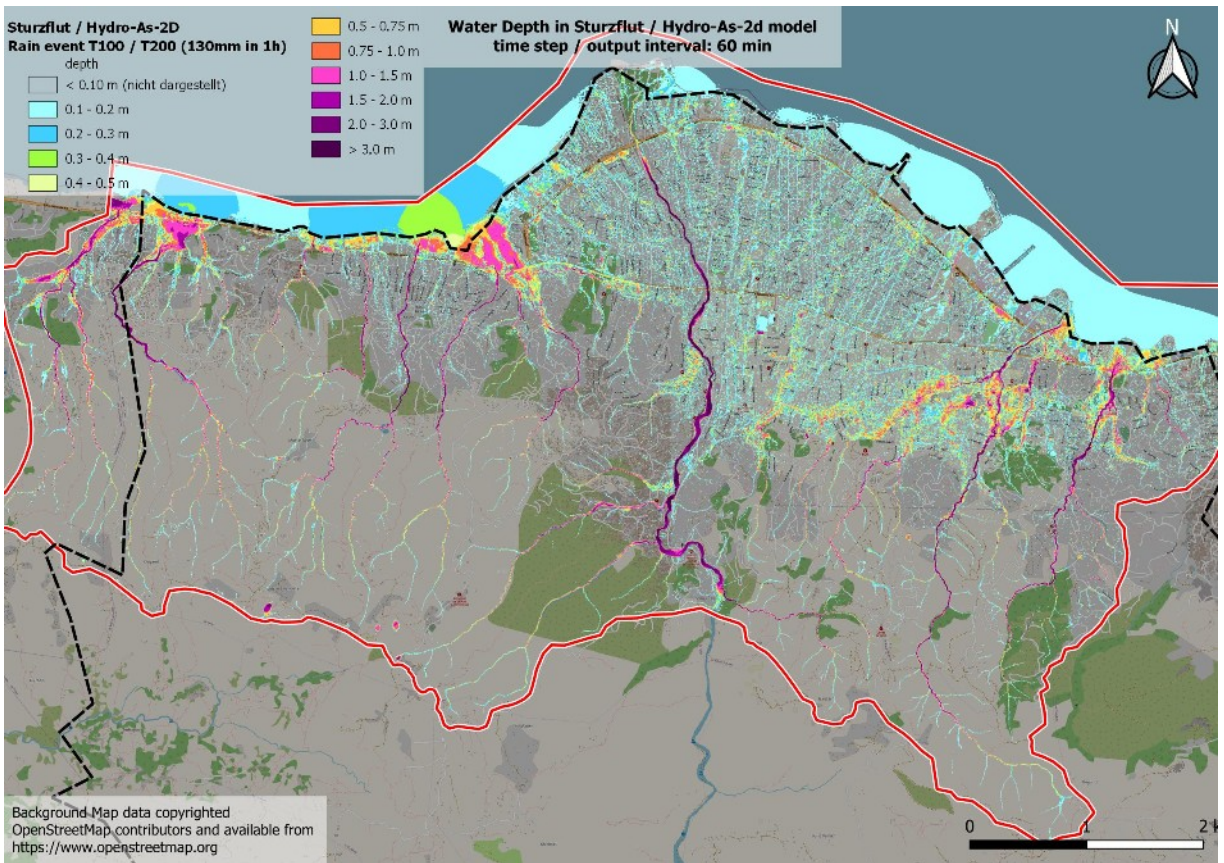 Sturzflut / Hydro-As-2D
Rain event T100 / T200 (130mm in 1h)
depth
< 0.10 m (nicht dargestellt)
0.1 - 0.2 m
0.2 - 0.3 m
0.3 - 0.4 m
0.4 - 0.5 m
0.5 - 0.75 m
0.75 - 1.0 m
1.0 - 1.5 m
1.5 - 2.0 m
2.0 - 3.0 m
> 3.0 m
Water Depth in Sturzflut / Hydro-As-2d model
time step / output interval: 60 min
N
Background Map data copyrighted
OpenStreetMap contributors and available from
https://www.openstreetmap.org
0 1 2 k